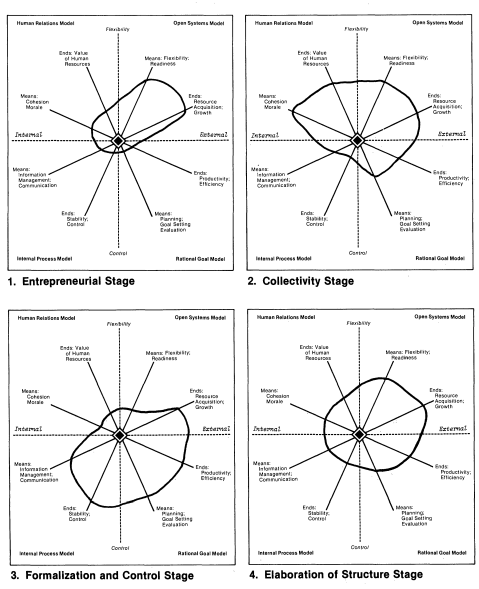 Human Relations Model
Open Systems Model
Flexibility
Ends: Value
of Human
Resources
Means: Flexibility;
Readiness
Means:
Cohesion
Morale
Ends:
Resource
Acquisition;
Growth
Internal
External
Means:
Information
Management;
Communication
Ends:
Productivity;
Efficiency
Ends:
Stability;
Control
Means:
Planning;
Goal Setting
Evaluation
Control
Internal Process Model
Rational Goal Model
1. Entrepreneurial Stage
Human Relations Model
Open Systems Model
Flexibility
Ends: Value
of Human
Resources
Means: Flexibility;
Readiness
Means:
Cohesion
Morale
Ends:
Resource
Acquisition;
Growth
Internal
External
Means:
Information
Management;
Communication
Ends:
Productivity;
Efficiency
Ends:
Stability;
Control
Means:
Planning;
Goal Setting
Evaluation
Control
Internal Process Model
Rational Goal Model
2. Collectivity Stage
Human Relations Model
Open Systems Model
Flexibility
Ends: Value
of Human
Resources
Means: Flexibility;
Readiness
Means:
Cohesion
Morale
Ends:
Resource
Acquisition;
Growth
Internal
External
Means:
Information
Management;
Communication
Ends:
Productivity;
Efficiency
Ends:
Stability;
Control
Means:
Planning;
Goal Setting
Evaluation
Control
Internal Process Model
Rational Goal Model
3. Formalization and Control Stage
Human Relations Model
Open Systems Model
Flexibility
Ends: Value
of Human
Resources
Means: Flexibility;
Readiness
Means:
Cohesion
Morale
Ends:
Resource
Acquisition;
Growth
Internal
External
Means:
Information
Management;
Communication
Ends:
Productivity;
Efficiency
Ends:
Stability;
Control
Means:
Planning;
Goal Setting
Evaluation
Control
Internal Process Model
Rational Goal Model
4. Elaboration of Structure Stage